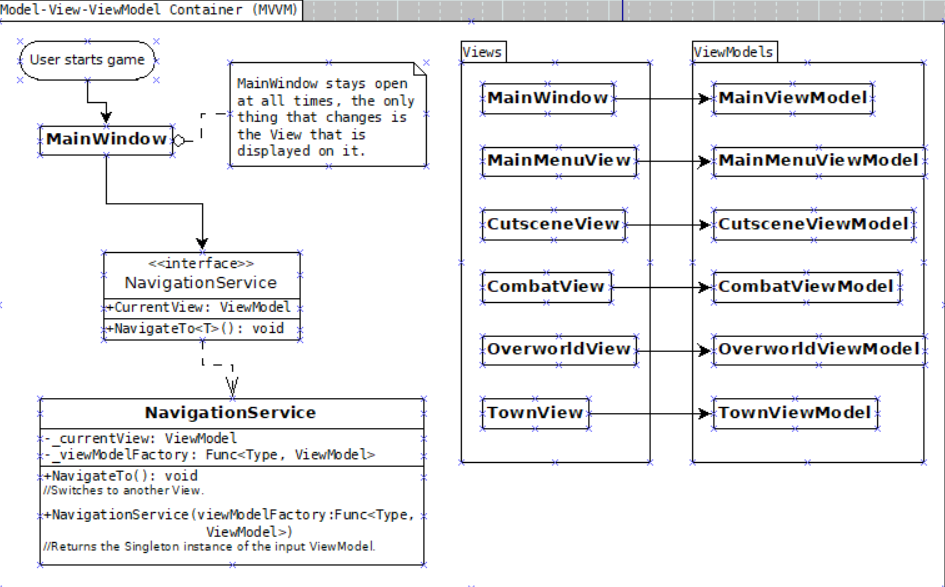 Model-View-ViewModel Container (MVVM)
User starts game
MainWindow
MainWindow stays open
at all times, the only
thing that changes is
the View that is
displayed on it.
<<interface>>
NavigationService
+CurrentView: ViewModel
+NavigateTo<T>(): void
NavigationService
-_currentView: ViewModel
-_viewModelFactory: Func<Type, ViewModel>
+NavigateTo(): void
//Switches to another View.
+NavigationService(viewModelFactory:Func<Type,
ViewModel>)
//Returns the Singleton instance of the input ViewModel.
Views
MainWindow
MainMenuView
CutsceneView
CombatView
OverworldView
TownView
ViewModels
MainViewModel
MainMenuViewModel
CutsceneViewModel
CombatViewModel
OverworldViewModel
TownViewModel